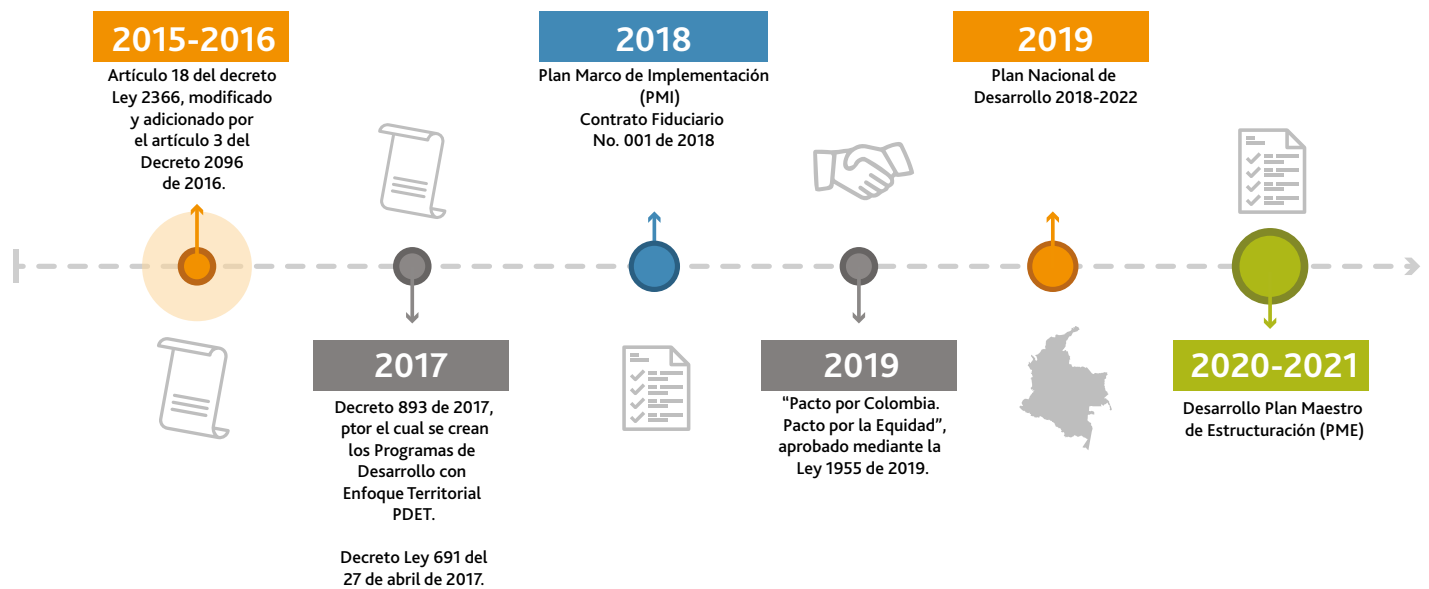 2015-2016
Artículo 18 del decreto
Ley 2366, modificado
y adicionado por
el artículo 3 del
Decreto 2096
de 2016.
2017
Decreto 893 de 2017,
ptor el cual se crean
los Programas de
Desarrollo con
Enfoque Territorial
PDET.
Decreto Ley 691 del
27 de abril de 2017.
2018
Plan Marco de Implementación
(PMI)
Contrato Fiduciario
No. 001 de 2018
2019
“Pacto por Colombia.
Pacto por la Equidad”,
aprobado mediante la
Ley 1955 de 2019.
2019
Plan Nacional de
Desarrollo 2018-2022
2020-2021
Desarrollo Plan Maestro
de Estructuración (PME)